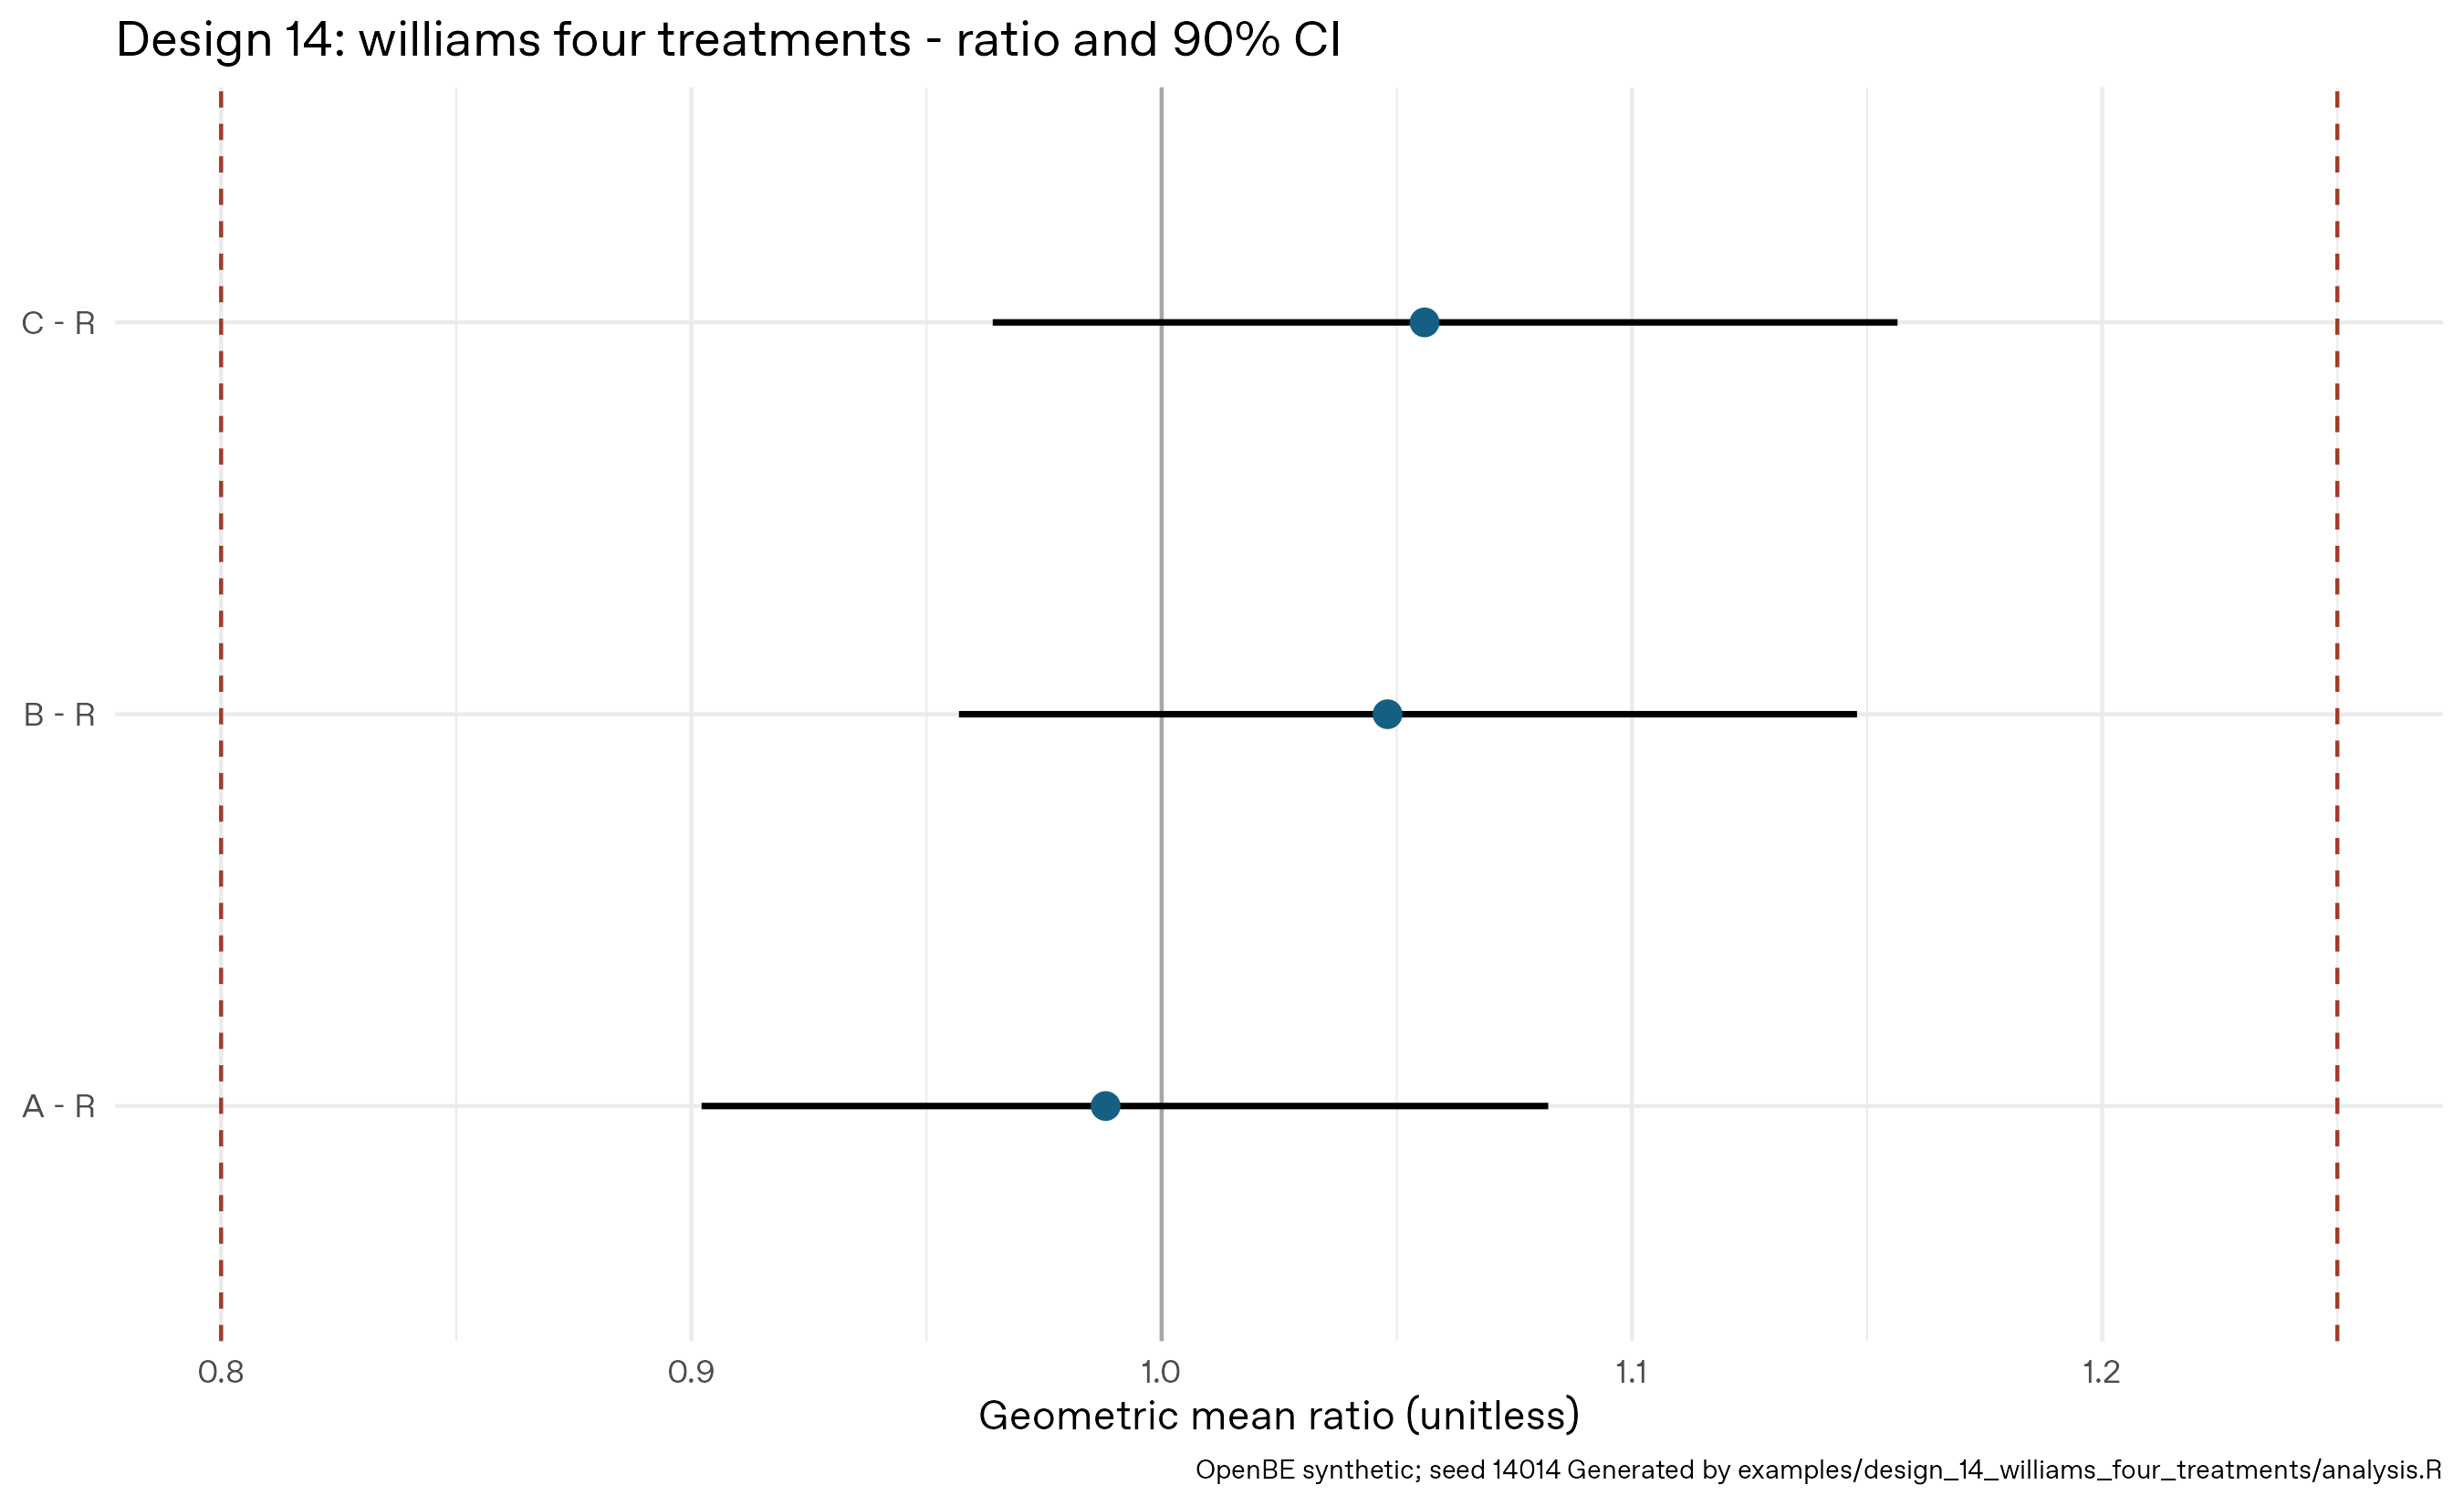 Design 14: williams four treatments - ratio and 90% CI
C - R
B - R
A - R
0.8 0.9 1.0 1.1 1.2
Geometric mean ratio (unitless)
OpenBE synthetic; seed 14014 Generated by examples/design_14_williams_four_treatments/analysis.R